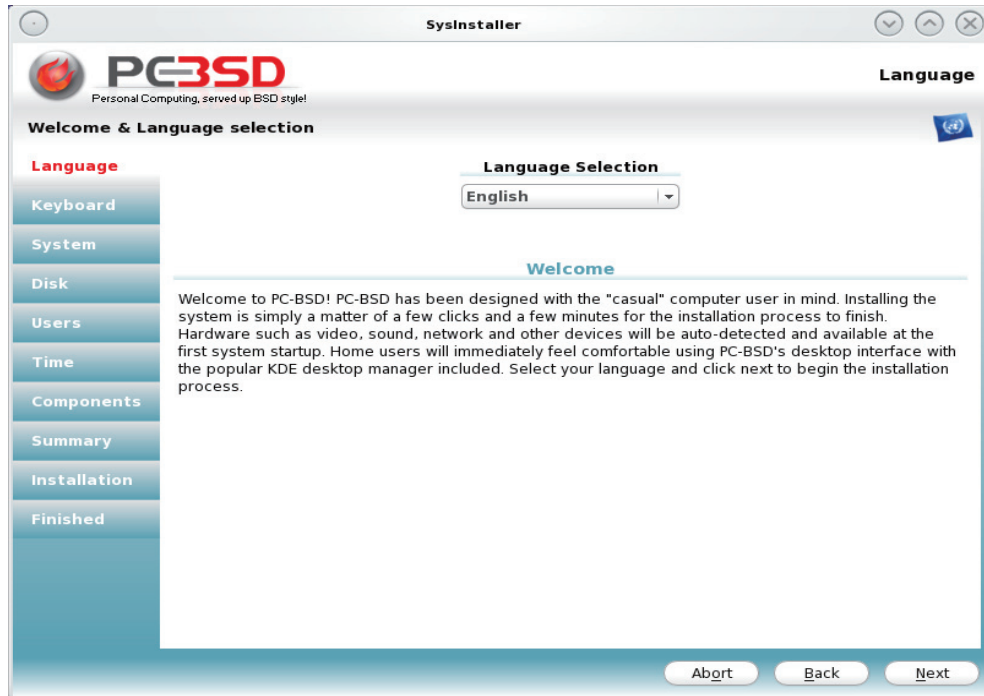 SysInstaller
PCBSD
Personal Computing, served up BSD style!
Language
Welcome & Language selection
Language
Keyboard
System
Disk
Users
Time
Components
Summary
Installation
Finished
Language Selection
English
Welcome
Welcome to PC-BSD! PC-BSD has been designed with the "casual" computer user in mind. Installing the
system is simply a matter of a few clicks and a few minutes for the installation process to finish.
Hardware such as video, sound, network and other devices will be auto-detected and available at the
first system startup. Home users will immediately feel comfortable using PC-BSD's desktop interface with
the popular KDE desktop manager included. Select your language and click next to begin the installation
process.
Abort
Back
Next